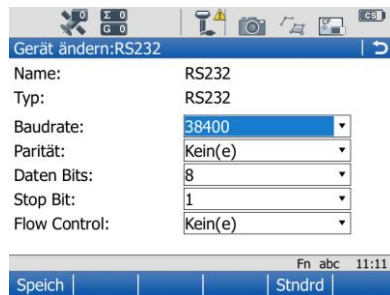 Σ 0
G 0
CS
Gerät ändern:RS232
Name: RS232
Typ: RS232
Baudrate: 38400
Parität: Kein(e)
Daten Bits: 8
Stop Bit: 1
Flow Control: Kein(e)
Fn abc 11:11
Speich Stndrd